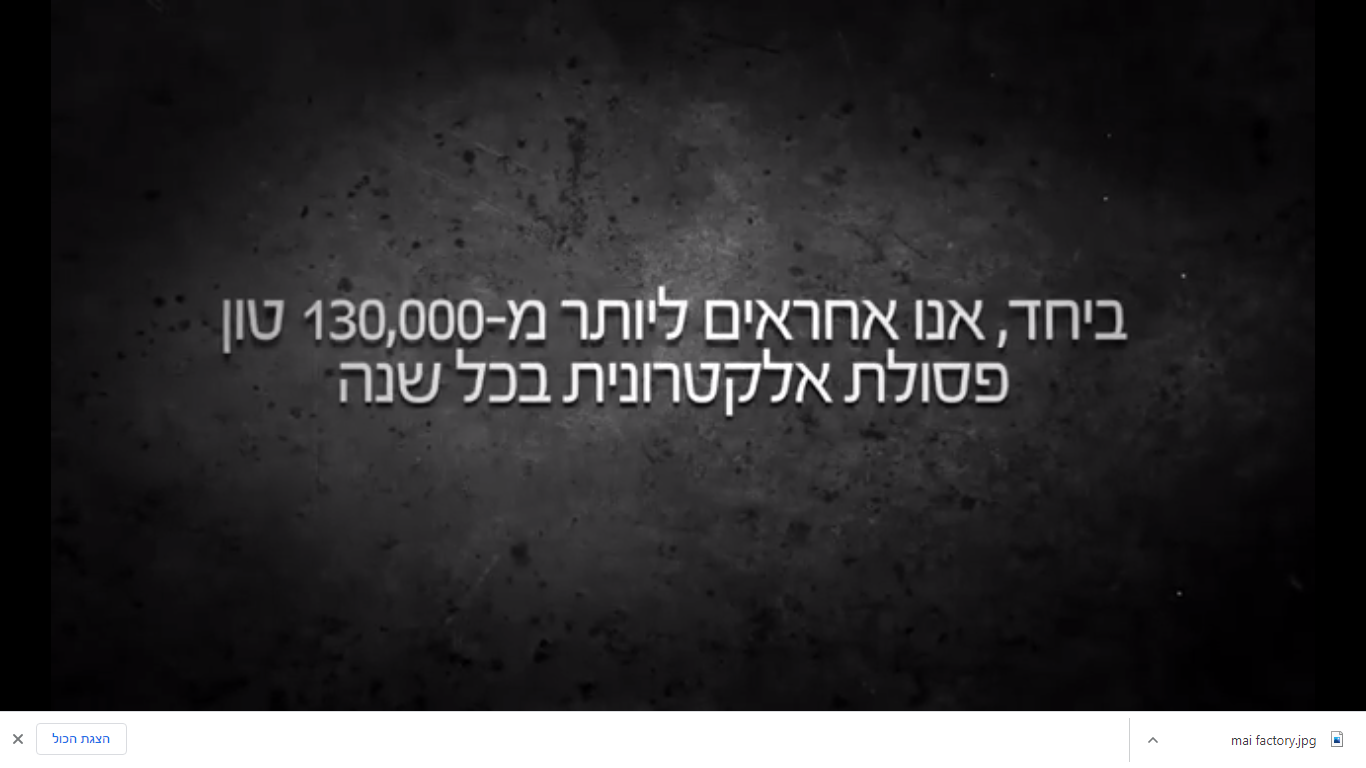 ביחד, אנו אחראים ליותר מ-130,000 טון
פסולת אלקטרונית בכל שנה
הצגת הכול
mai factory.jpg